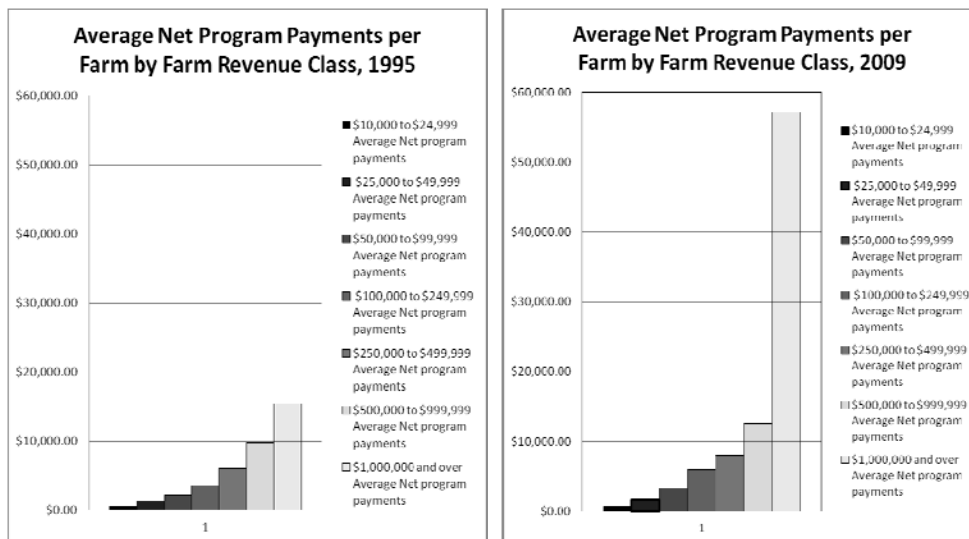 Average Net Program Payments per
Farm by Farm Revenue Class, 1995
$60,000.00
$50,000.00
$40,000.00
$30,000.00
$20,000.00
$10,000.00
$0.00
1
$10,000 to $24,999
Average Net program
payments
$25,000 to $49,999
Average Net program
payments
$50,000 to $99,999
Average Net program
payments
$100,000 to $249,999
Average Net program
payments
$250,000 to $499,999
Average Net program
payments
$500,000 to $999,999
Average Net program
payments
$1,000,000 and over
Average Net program
payments
Average Net Program Payments per
Farm by Farm Revenue Class, 2009
$60,000.00
$50,000.00
$40,000.00
$30,000.00
$20,000.00
$10,000.00
$0.00
1
$10,000 to $24,999
Average Net program
payments
$25,000 to $49,999
Average Net program
payments
$50,000 to $99,999
Average Net program
payments
$100,000 to $249,999
Average Net program
payments
$250,000 to $499,999
Average Net program
payments
$500,000 to $999,999
Average Net program
payments
$1,000,000 and over
Average Net program
payments